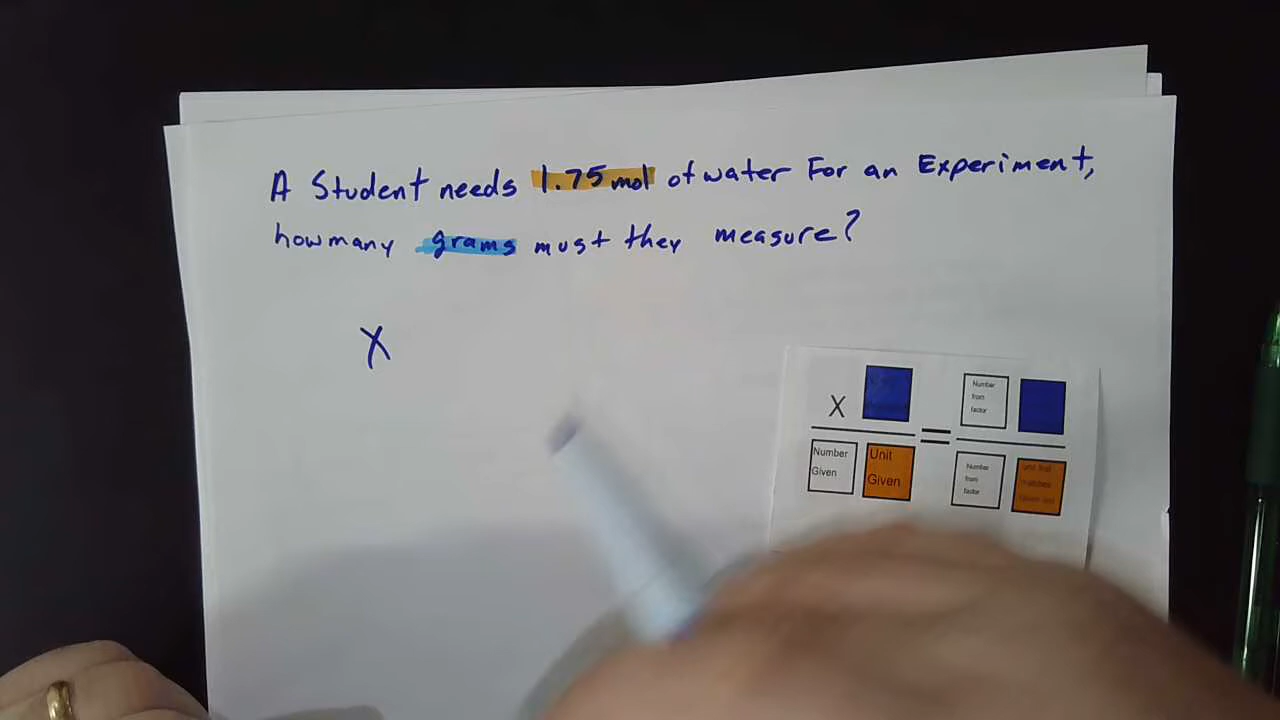 A Student needs 1.75 mol of water For an Experiment,
how many grams must they measure?
X
X
Number from factor
=
Number Given
Unit Given
Number from factor